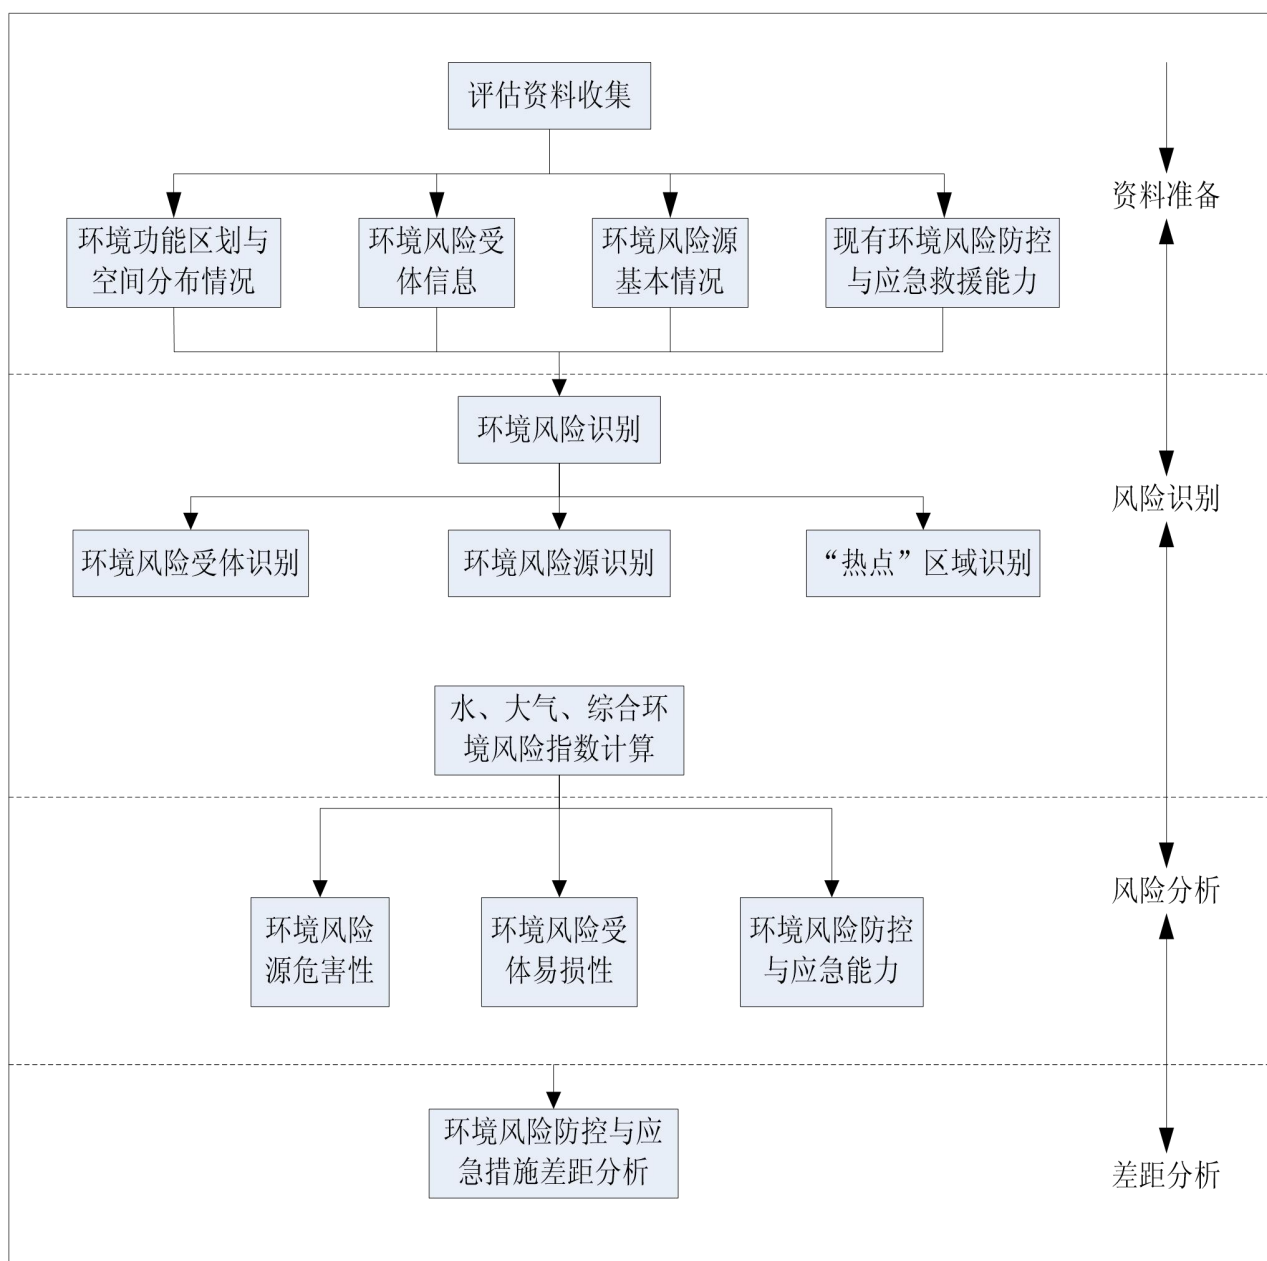 评估资料收集
资料准备
环境功能区划与
空间分布情况
环境风险受
体信息
环境风险源
基本情况
现有环境风险防控
与应急救援能力
环境风险识别
风险识别
环境风险受体识别
环境风险源识别
“热点”区域识别
水、大气、综合环
境风险指数计算
风险分析
环境风险
源危害性
环境风险受
体易损性
环境风险防控
与应急能力
环境风险防控与应
急措施差距分析
差距分析